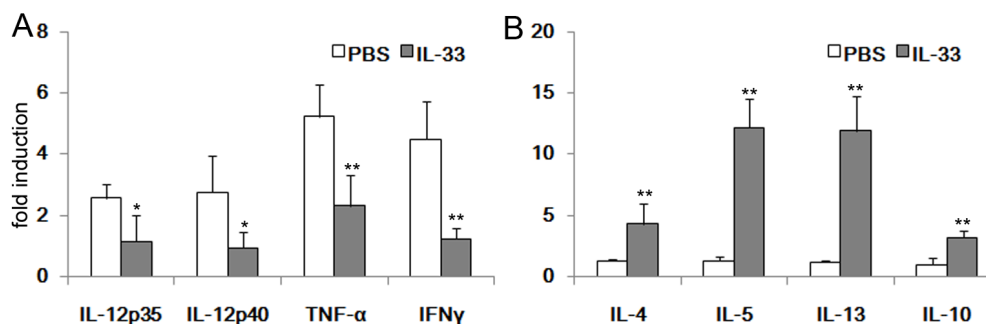 A
B
8
6
4
2
0
fold induction
PBS IL-33
* * ** **
IL-12p35 IL-12p40 TNF-α IFNγ
20
15
10
5
0
PBS IL-33
** ** ** **
IL-4 IL-5 IL-13 IL-10